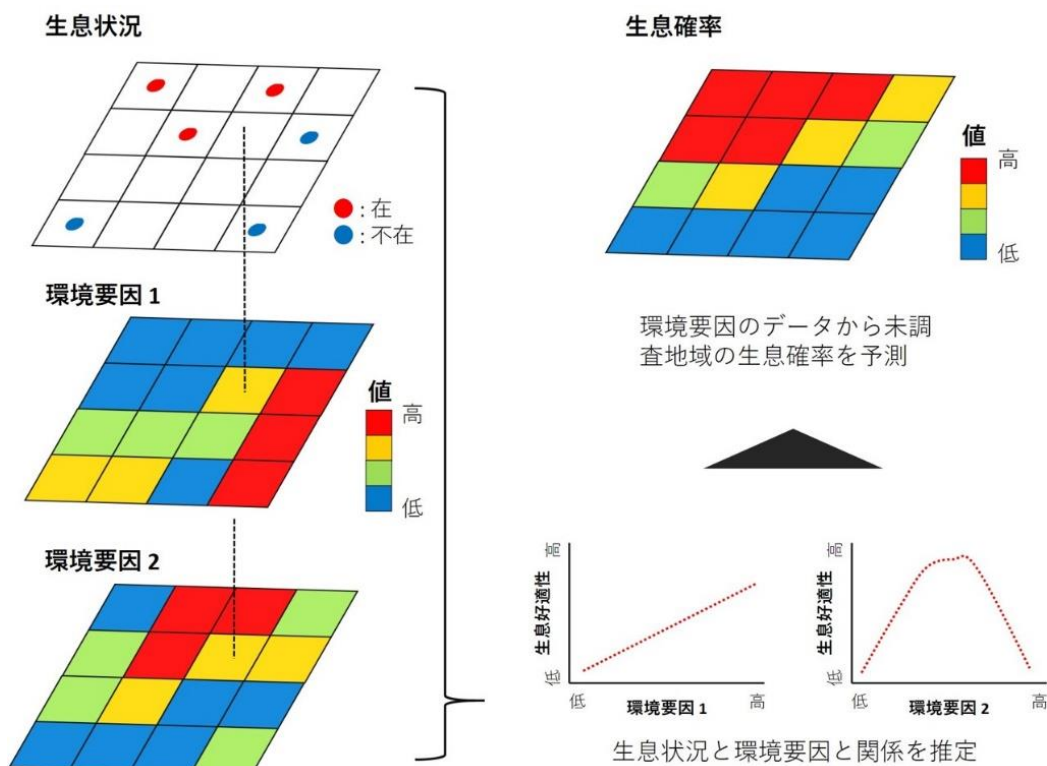 生息状況
● : 在
● : 不在
環境要因 1
値
高
低
環境要因 2
生息確率
値
高
低
環境要因のデータから未調
査地域の生息確率を予測
高
生息好適性
低
低
環境要因 1
高
高
生息好適性
低
低
環境要因 2
高
生息状況と環境要因と関係を推定